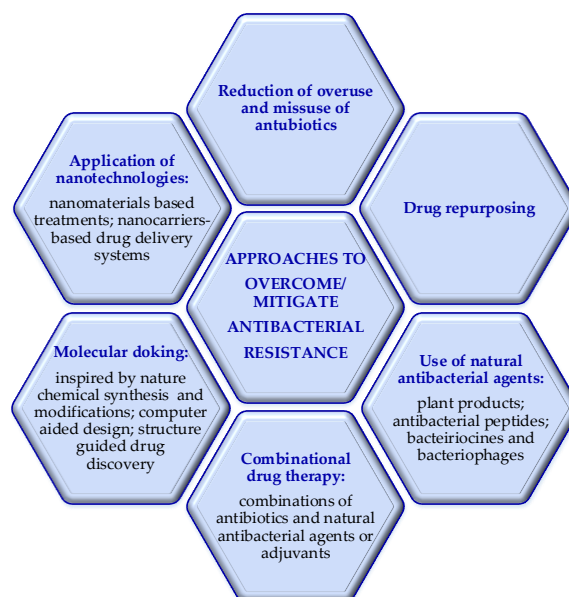 Reduction of overuse
and missuse of
antubiotics
Application of
nanotechnologies:
nanomaterials based
treatments; nanocarriers-
based drug delivery
systems
Drug repurposing
APPROACHES TO
OVERCOME/
MITIGATE
ANTIBACTERIAL
RESISTANCE
Molecular doking:
inspired by nature
chemical synthesis and
modifications; computer
aided design; structure
guided drug
discovery
Use of natural
antibacterial agents:
plant products;
antibacterial peptides;
bacteiriocines and
bacteriophages
Combinational
drug therapy:
combinations of
antibiotics and natural
antibacterial agents or
adjuvants